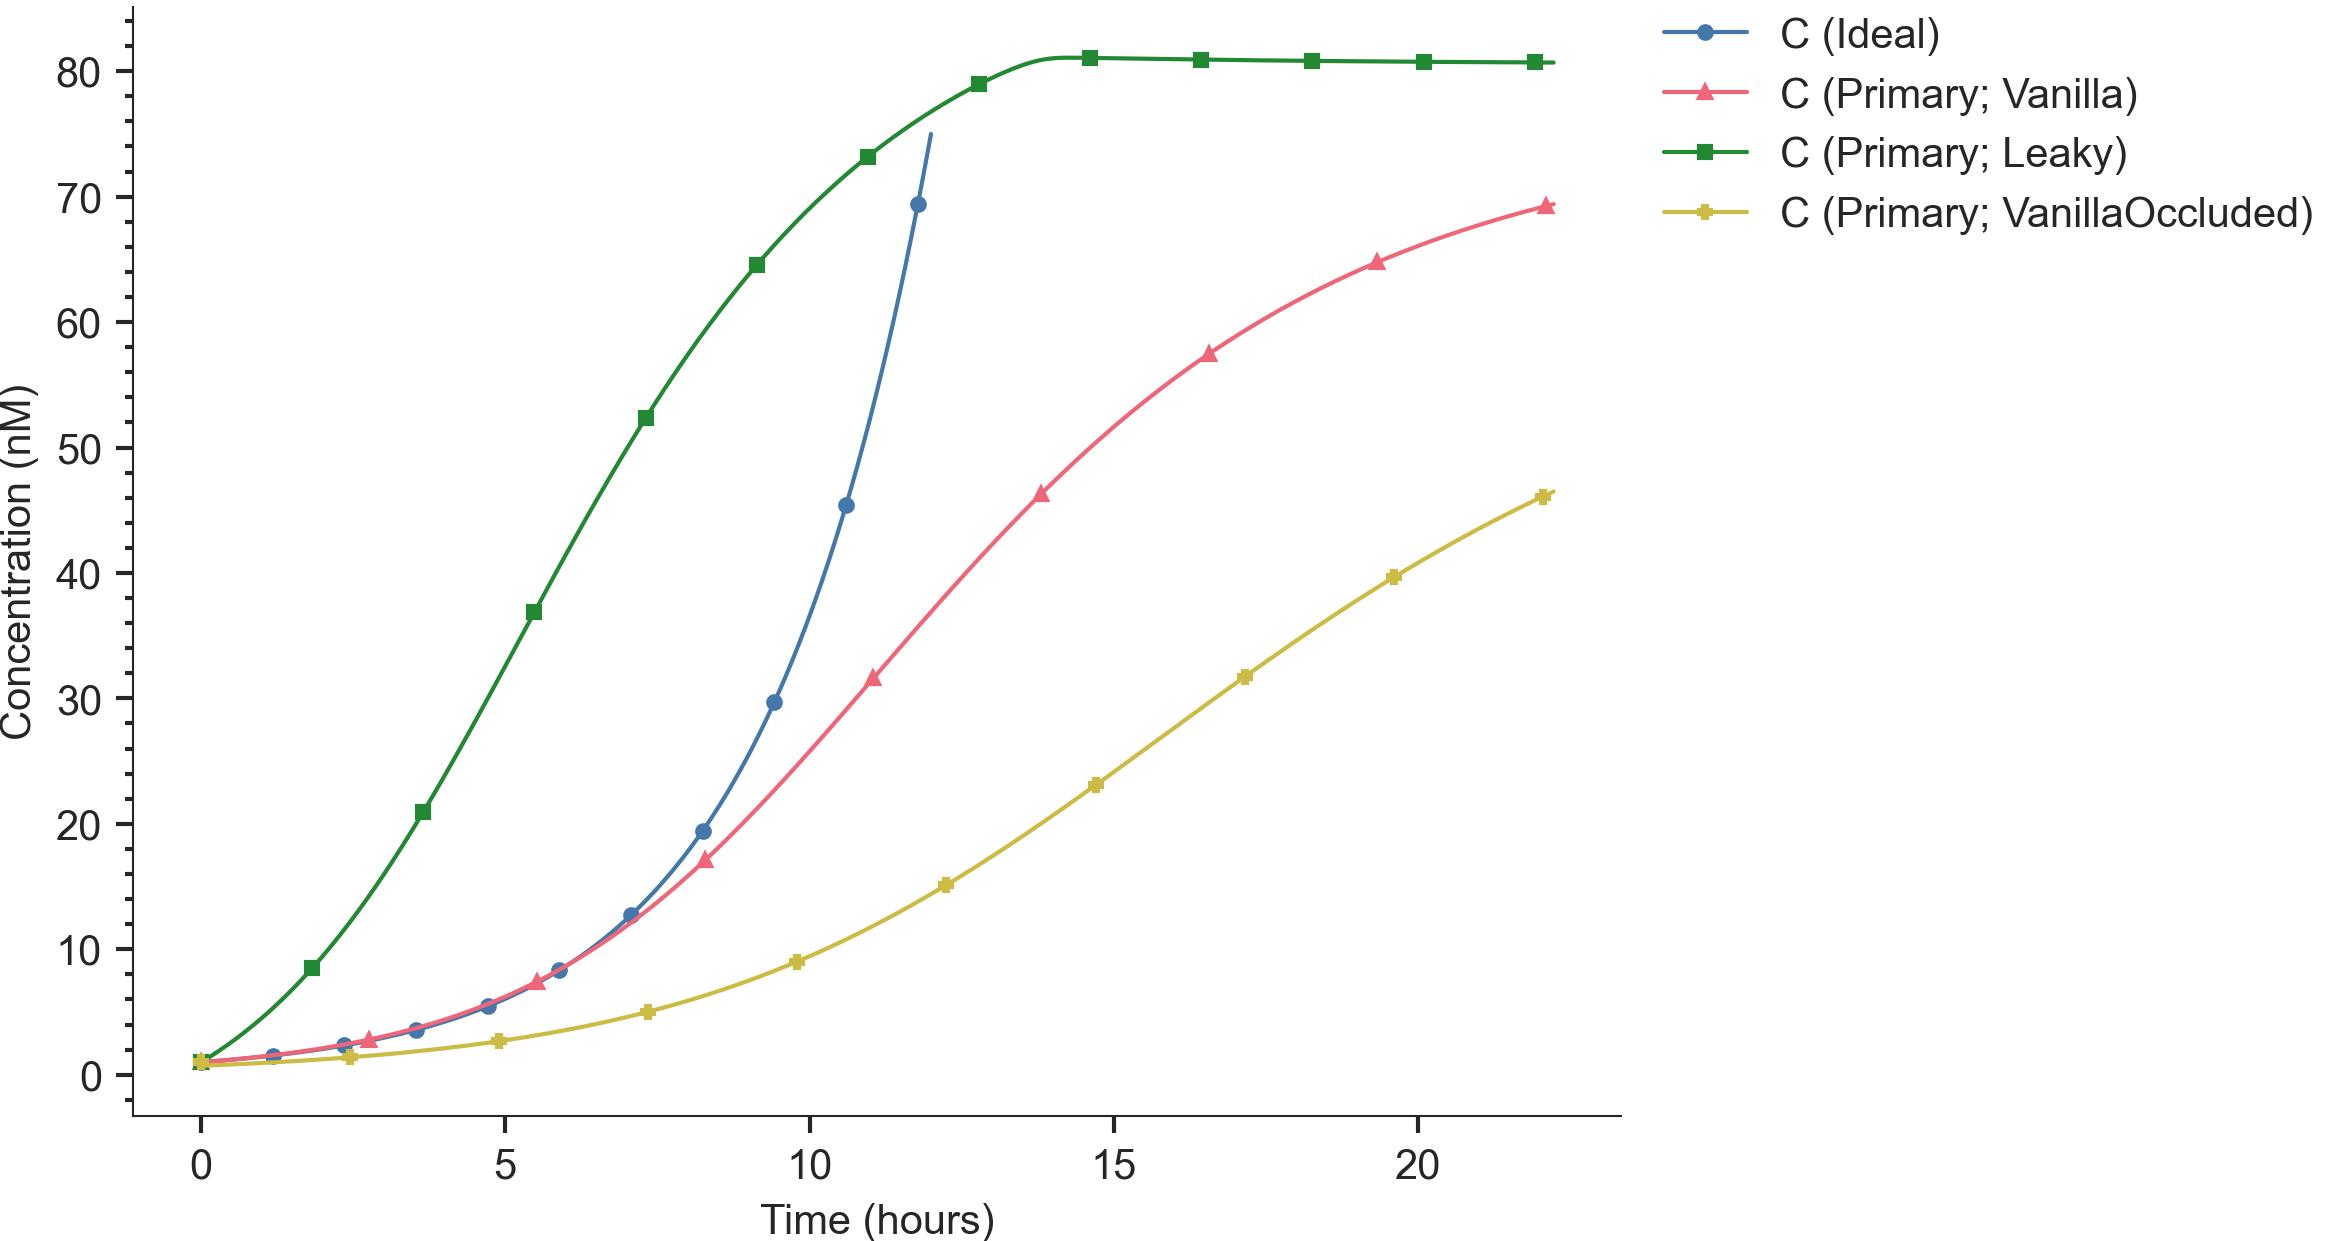 C (Ideal)
C (Primary; Vanilla)
C (Primary; Leaky)
C (Primary; VanillaOccluded)
Concentration (nM)
80
70
60
50
40
30
20
10
0
0 5 10 15 20
Time (hours)